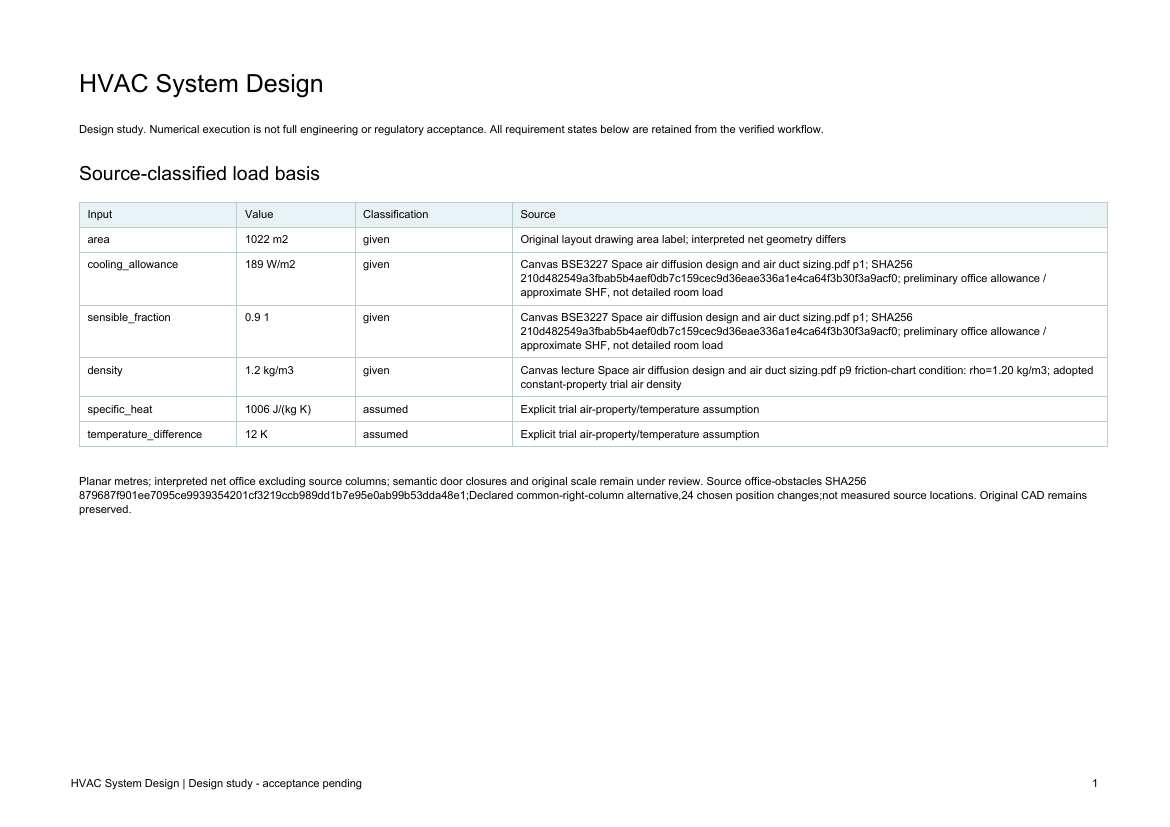 HVAC System Design
Design study. Numerical execution is not full engineering or regulatory acceptance. All requirement states below are retained from the verified workflow.
Source-classified load basis
Input Value Classification Source
area 1022 m2 given Original layout drawing area label; interpreted net geometry differs
cooling_allowance 189 W/m2 given Canvas BSE3227 Space air diffusion design and air duct sizing.pdf p1; SHA256
210d482549a3fbab5b4aef0db7c159cec9d36eae336a1e4ca64f3b30f3a9acf0; preliminary office allowance /
approximate SHF, not detailed room load
sensible_fraction 0.9 1 given Canvas BSE3227 Space air diffusion design and air duct sizing.pdf p1; SHA256
210d482549a3fbab5b4aef0db7c159cec9d36eae336a1e4ca64f3b30f3a9acf0; preliminary office allowance /
approximate SHF, not detailed room load
density 1.2 kg/m3 given Canvas lecture Space air diffusion design and air duct sizing.pdf p9 friction-chart condition: rho=1.20 kg/m3; adopted
constant-property trial air density
specific_heat 1006 J/(kg K) assumed Explicit trial air-property/temperature assumption
temperature_difference 12 K assumed Explicit trial air-property/temperature assumption
Planar metres; interpreted net office excluding source columns; semantic door closures and original scale remain under review. Source office-obstacles SHA256
879687f901ee7095ce9939354201cf3219ccb989dd1b7e95e0ab99b53dda48e1;Declared common-right-column alternative,24 chosen position changes;not measured source locations. Original CAD remains
preserved.
HVAC System Design | Design study - acceptance pending 1